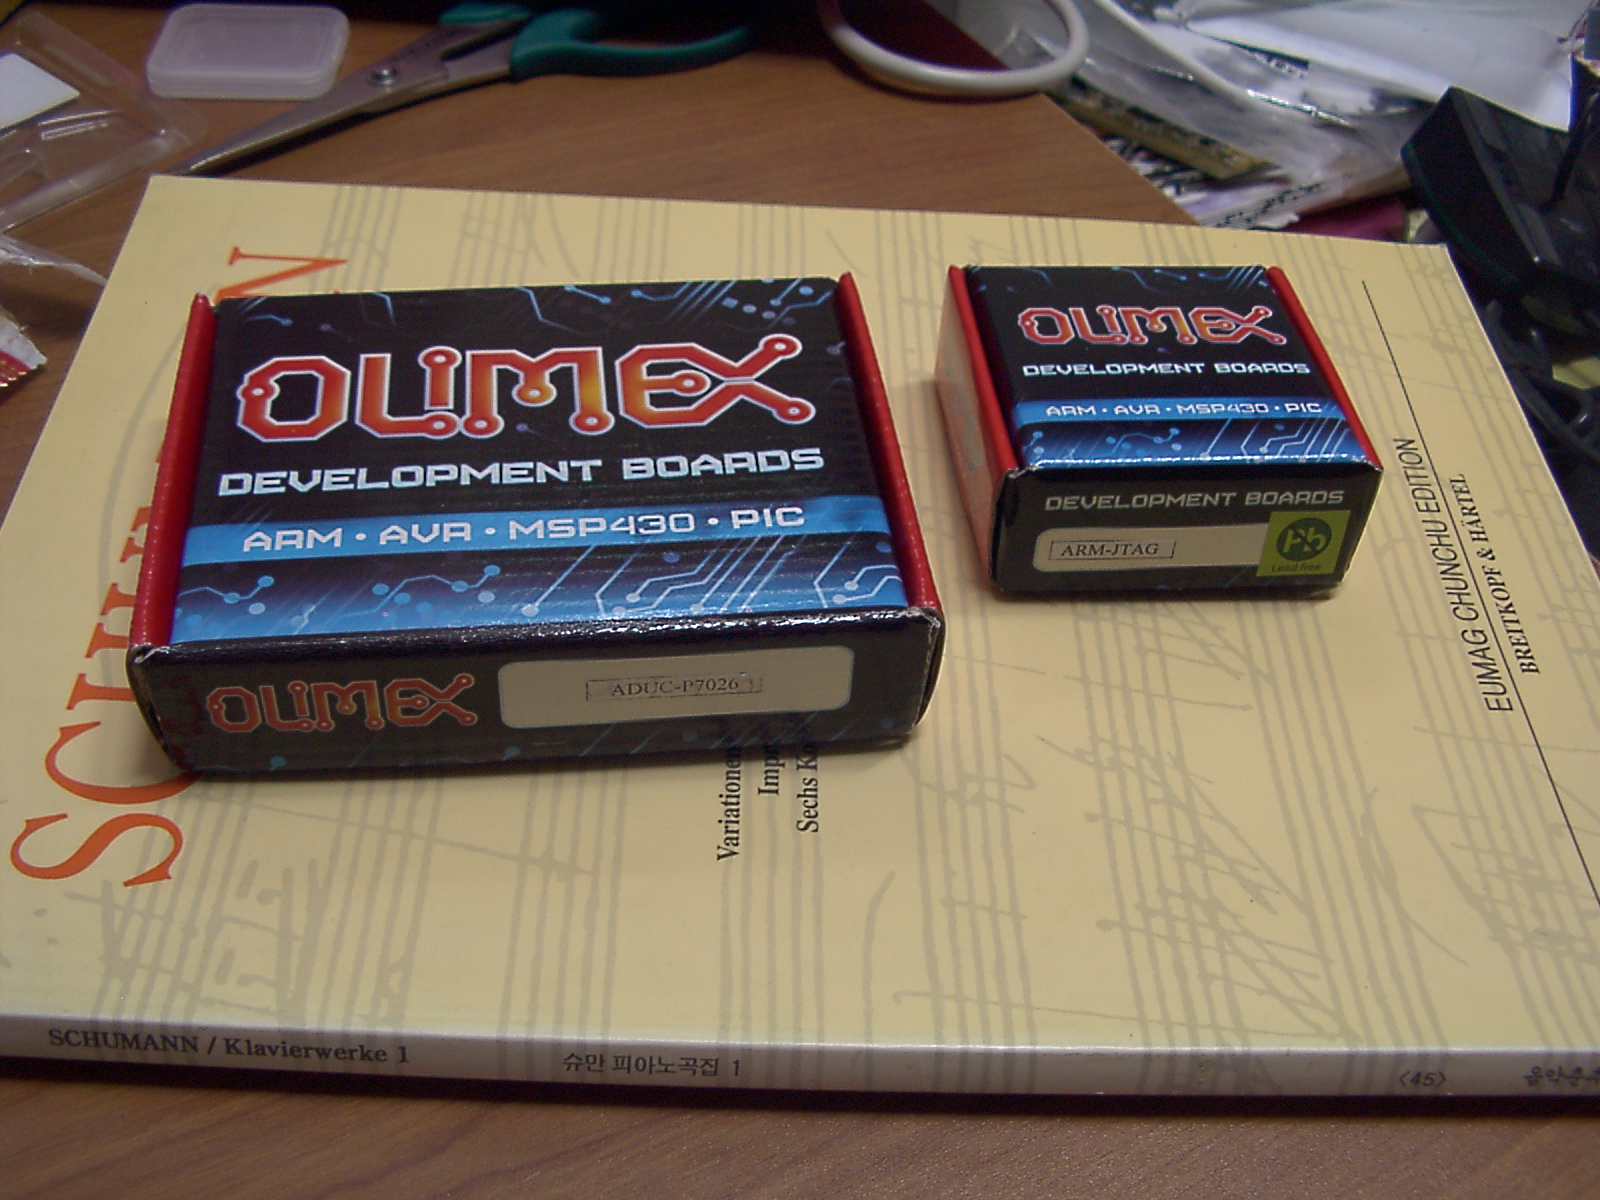 OLIMEX
DEVELOPMENT BOARDS
ARM • AVR • MSP430 • PIC
OLIMEX
ADUC-P7026
OLIMEX
DEVELOPMENT BOARDS
ARM • AVR • MSP430 • PIC
DEVELOPMENT BOARDS
ARM-JTAG
Pb
Lead free
Variationen
Sechs
EUMAG CHUNCHU EDITION
BREITKOPF & HÄRTEL
SCHUMANN / Klavierwerke 1
슈만 피아노곡집 1
〈45〉